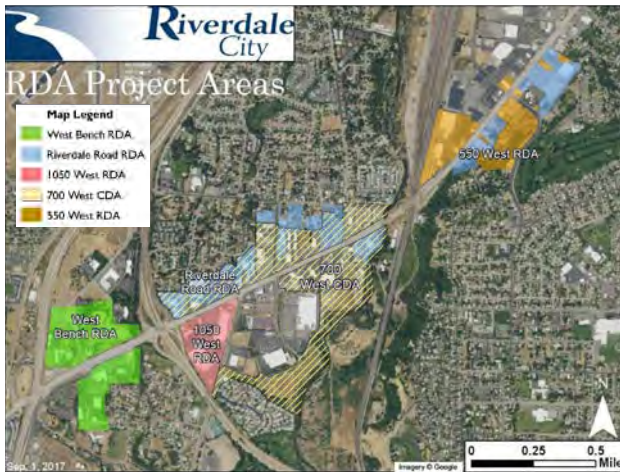 Riverdale
City
RDA Project Areas
Map Legend
West Bench RDA
Riverdale Road RDA
1050 West RDA
700 West CDA
550 West RDA
550 West RDA
Riverdale
Road RDA
700
West CDA
West
Bench RDA
1050
West
RDA
N
0 0.25 0.5
Mile
Sep. 1, 2017
Imagery © Google